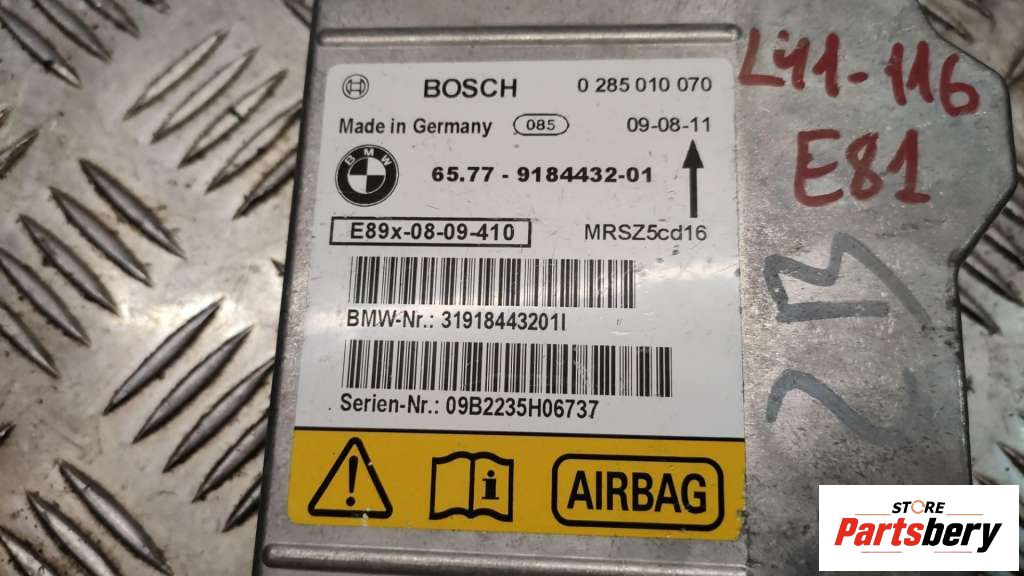 BOSCH 0 285 010 070
Made in Germany 085 09-08-11
BMW
65.77 - 9184432-01
E89x-08-09-410 MRSZ5cd16
BMW-Nr.: 31918443201I
Serien-Nr.: 09B2235H06737
AIRBAG
L41-116
E81
STORE
Partsbery